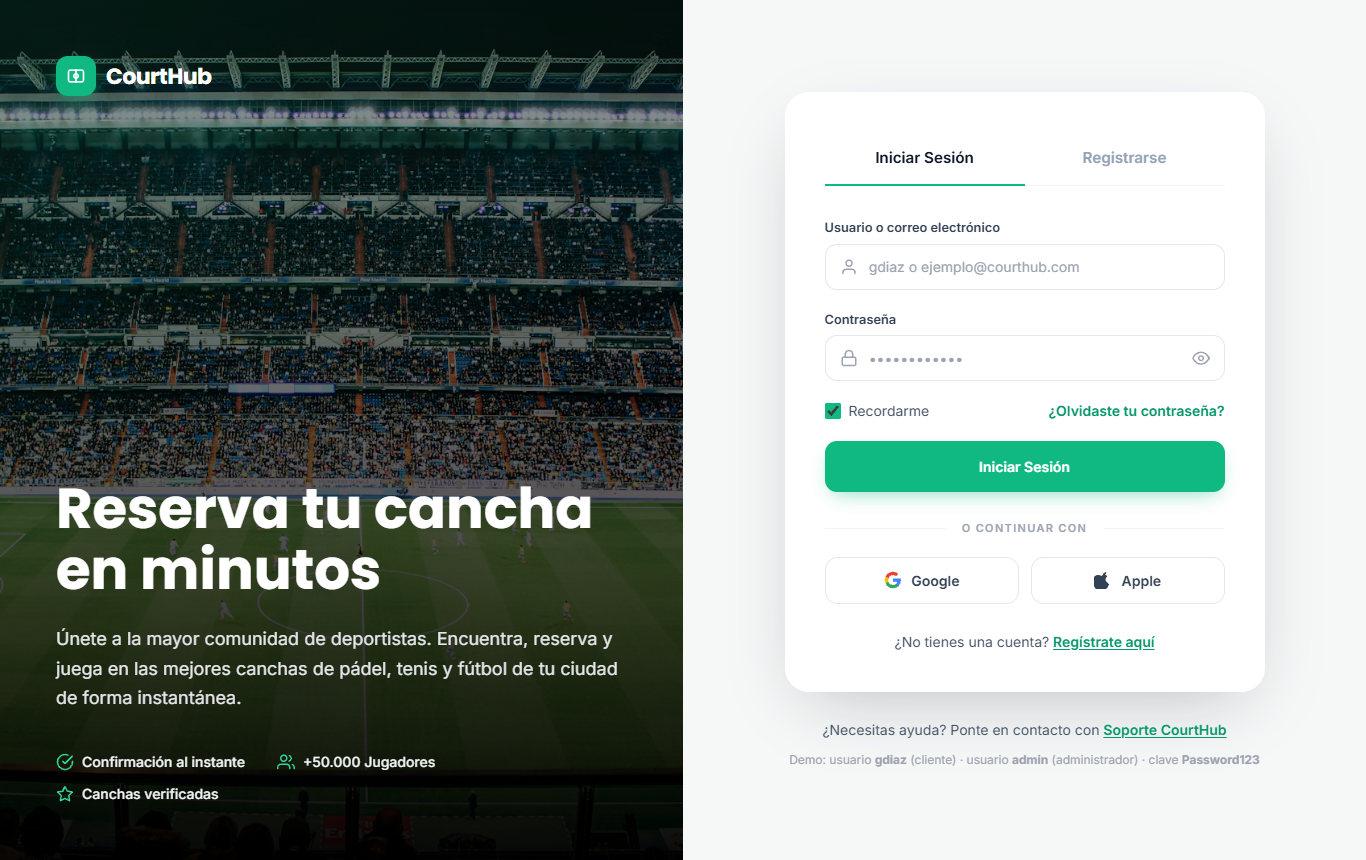 CourtHub
Reserva tu cancha
en minutos
Únete a la mayor comunidad de deportistas. Encuentra, reserva y
juega en las mejores canchas de pádel, tenis y fútbol de tu ciudad
de forma instantánea.
Confirmación al instante
+50.000 Jugadores
Canchas verificadas
Iniciar Sesión
Registrarse
Usuario o correo electrónico
gdiaz o ejemplo@courthub.com
Contraseña
••••••••••••
Recordarme
¿Olvidaste tu contraseña?
Iniciar Sesión
O CONTINUAR CON
Google
Apple
¿No tienes una cuenta? Regístrate aquí
¿Necesitas ayuda? Ponte en contacto con Soporte CourtHub
Demo: usuario gdiaz (cliente) · usuario admin (administrador) · clave Password123